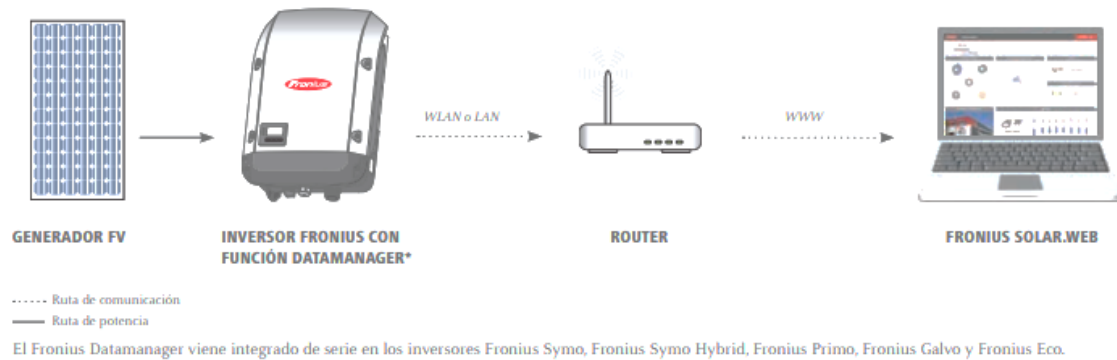 Fronius
WLAN o LAN
WWW
GENERADOR FV
INVERSOR FRONIUS CON
FUNCIÓN DATAMANAGER*
ROUTER
FRONIUS SOLAR.WEB
Ruta de comunicación
Ruta de potencia
El Fronius Datamanager viene integrado de serie en los inversores Fronius Symo, Fronius Symo Hybrid, Fronius Primo, Fronius Galvo y Fronius Eco.